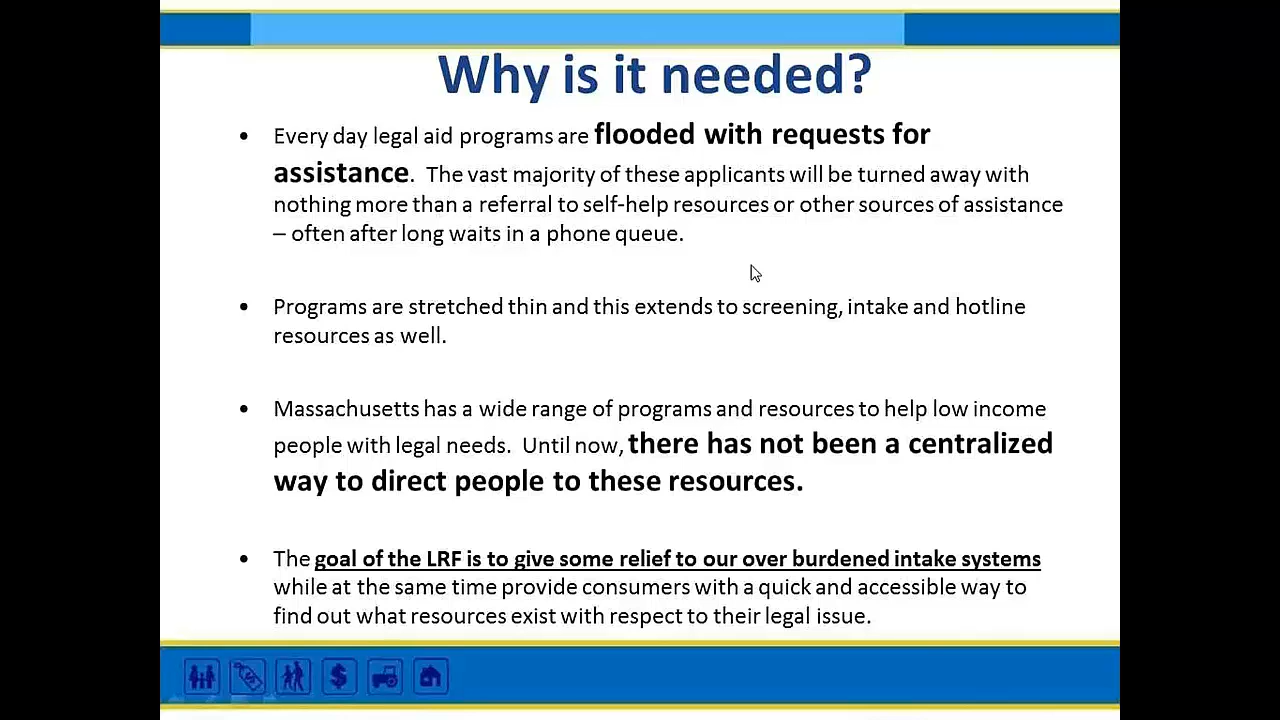 Why is it needed?
• Every day legal aid programs are flooded with requests for
assistance. The vast majority of these applicants will be turned away with
nothing more than a referral to self-help resources or other sources of assistance
– often after long waits in a phone queue.
• Programs are stretched thin and this extends to screening, intake and hotline
resources as well.
• Massachusetts has a wide range of programs and resources to help low income
people with legal needs. Until now, there has not been a centralized
way to direct people to these resources.
• The goal of the LRF is to give some relief to our over burdened intake systems
while at the same time provide consumers with a quick and accessible way to
find out what resources exist with respect to their legal issue.
$